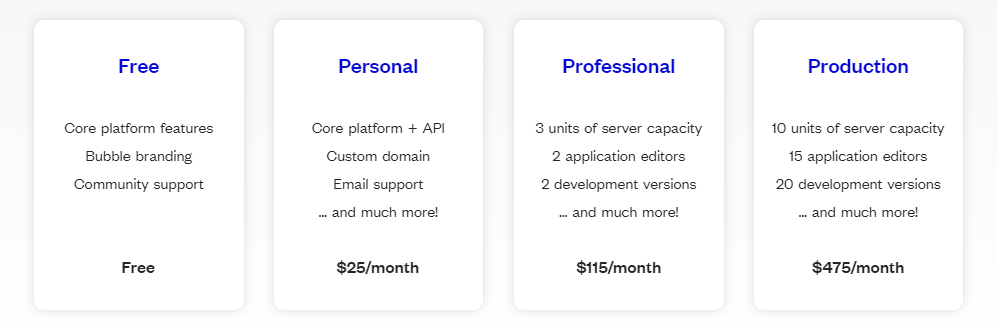 Free
Core platform features
Bubble branding
Community support
Free
Personal
Core platform + API
Custom domain
Email support
... and much more!
$25/month
Professional
3 units of server capacity
2 application editors
2 development versions
... and much more!
$115/month
Production
10 units of server capacity
15 application editors
20 development versions
... and much more!
$475/month